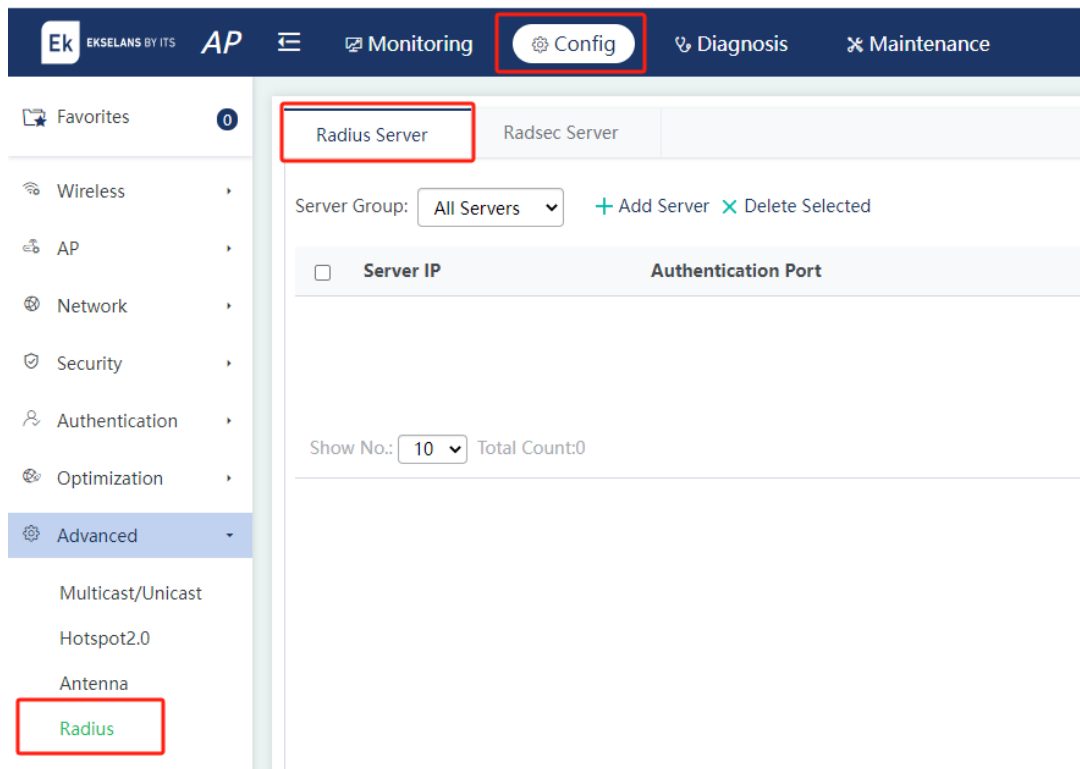 Ek EKSELANS BY ITS AP Monitoring Config Diagnosis Maintenance
Favorites 0
Radius Server Radsec Server
Wireless
Server Group: All Servers Add Server Delete Selected
AP
Server IP Authentication Port
Network
Security
Authentication
Show No.: 10 Total Count:0
Optimization
Advanced
Multicast/Unicast
Hotspot2.0
Antenna
Radius